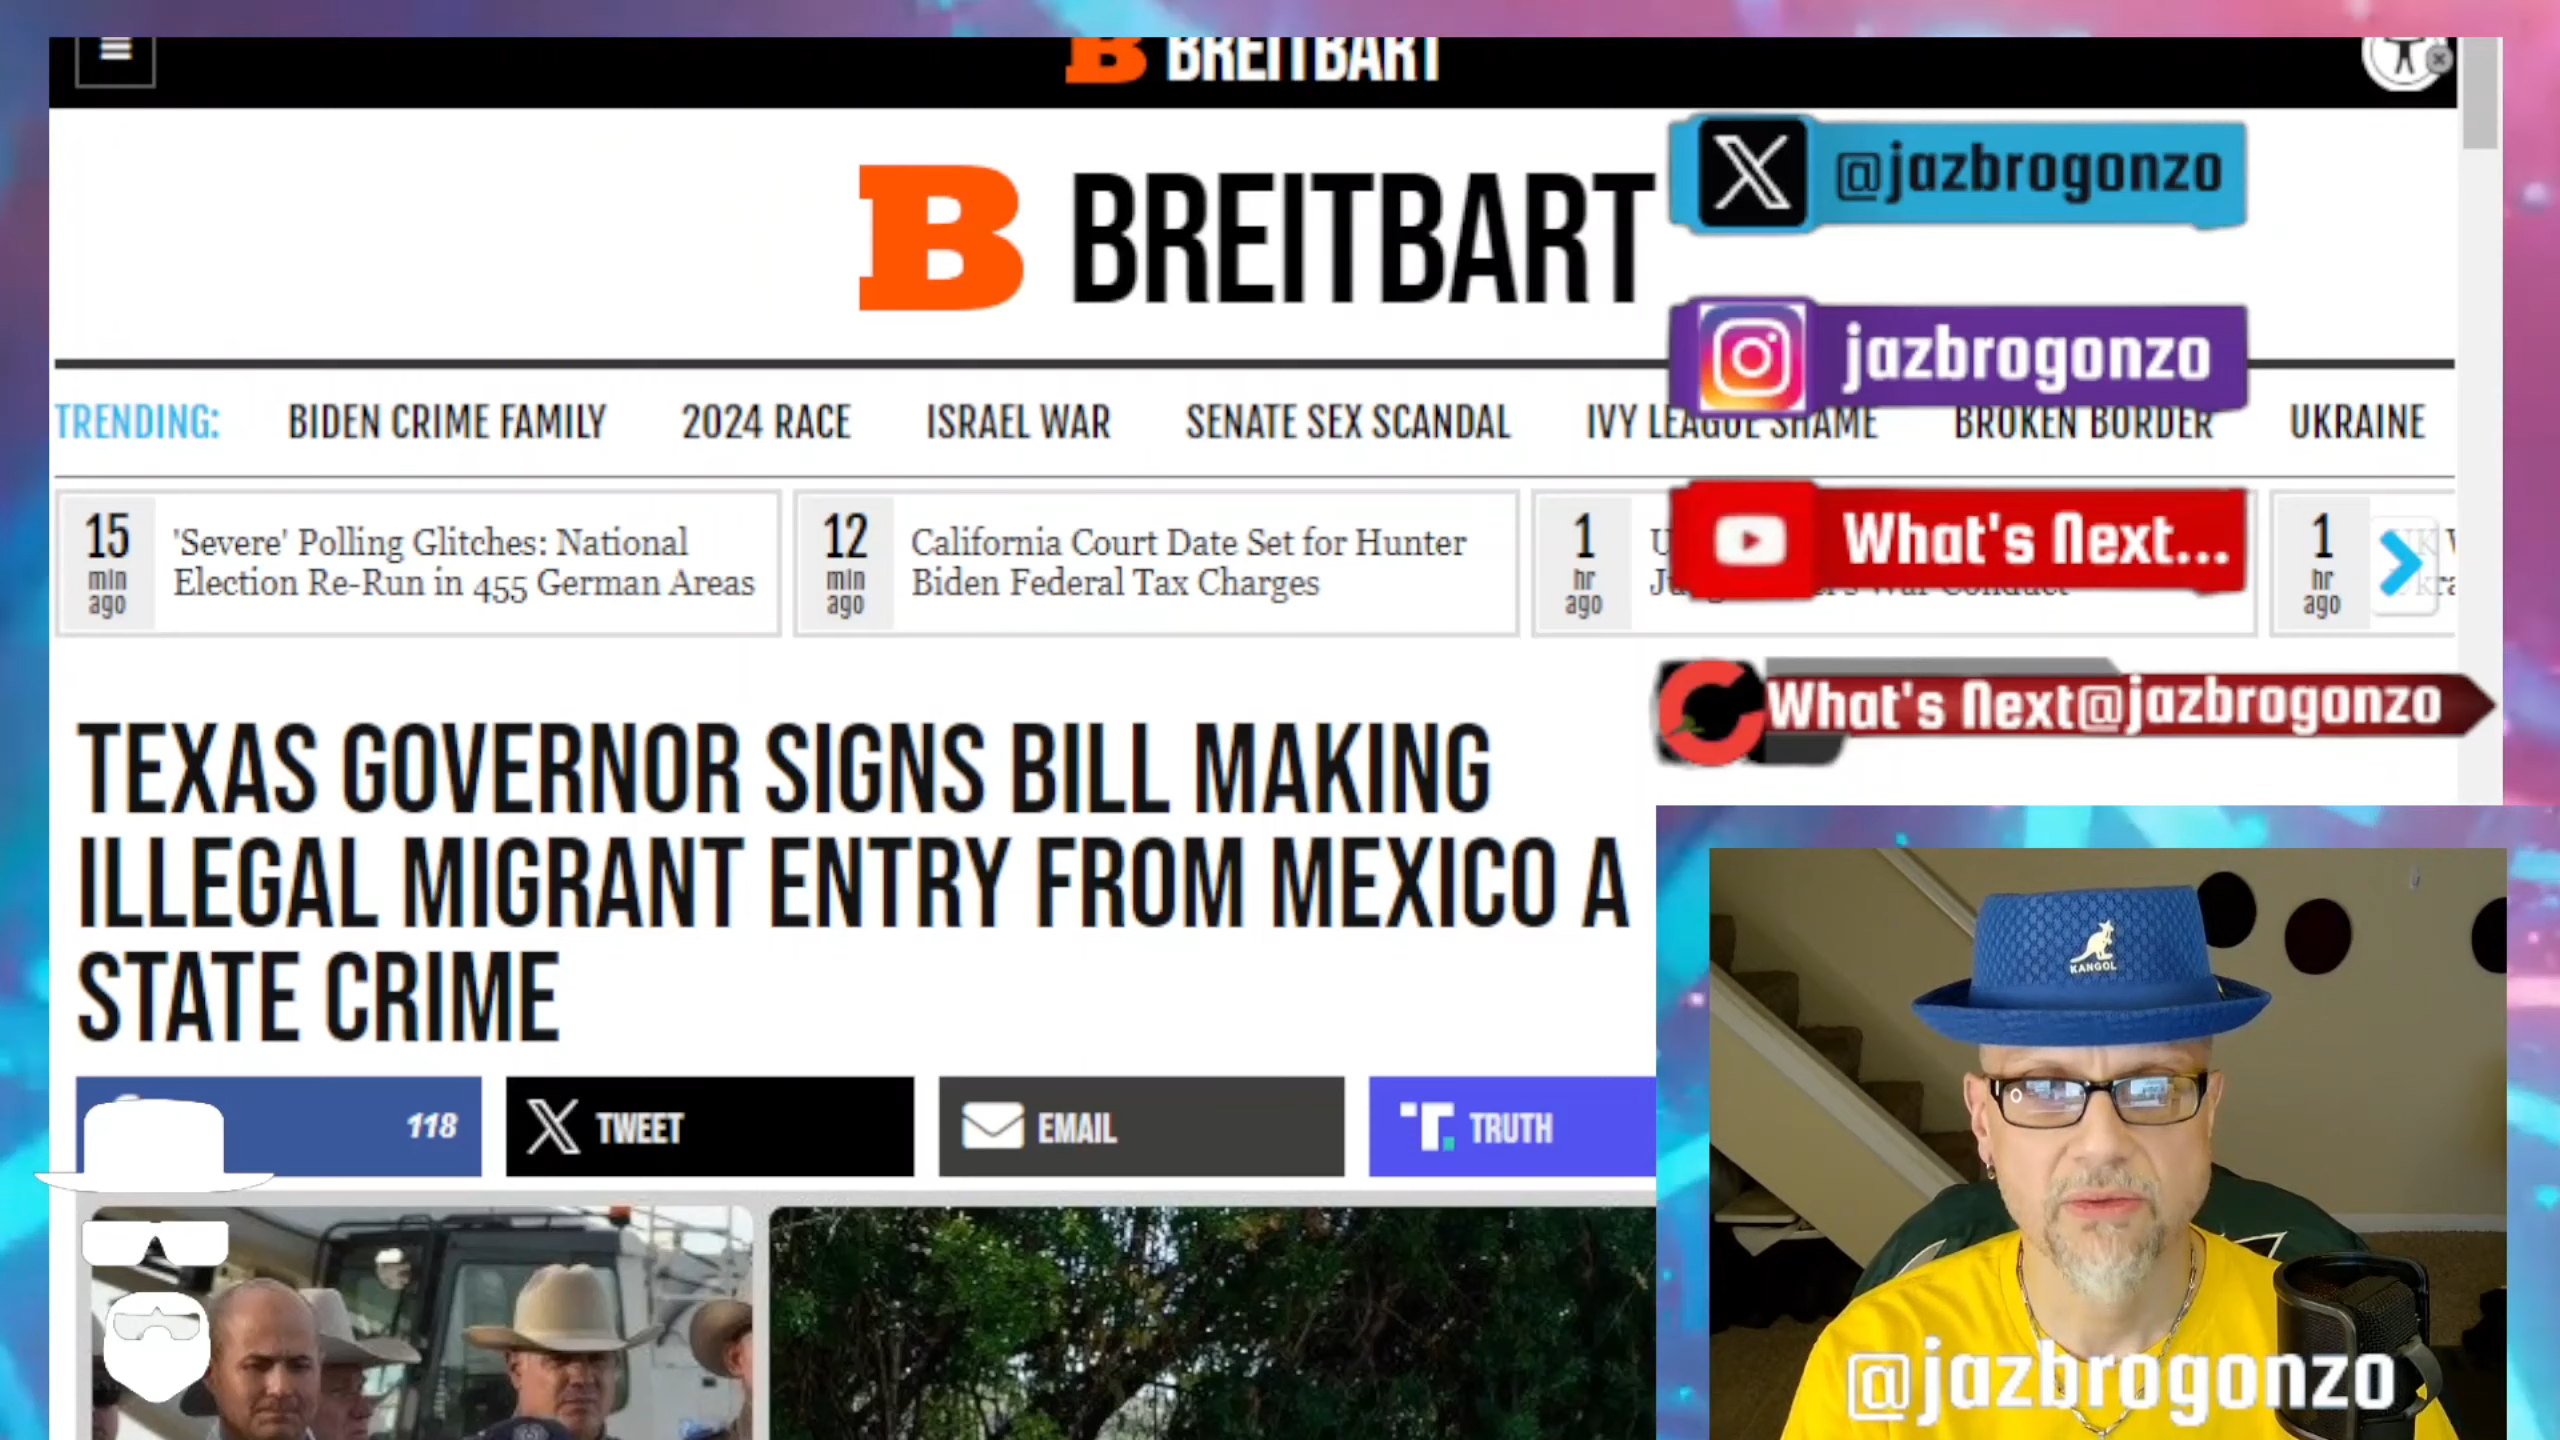 BREITBART
B BREITBART
@jazbrogonzo
jazbrogonzo
TRENDING: BIDEN CRIME FAMILY 2024 RACE ISRAEL WAR SENATE SEX SCANDAL IVY LEAGUE SHAME BROKEN BORDER UKRAINE
What's Next...
15
min
ago
'Severe' Polling Glitches: National
Election Re-Run in 455 German Areas
12
min
ago
California Court Date Set for Hunter
Biden Federal Tax Charges
1
hr
ago
1
hr
ago
What's Next@jazbrogonzo
TEXAS GOVERNOR SIGNS BILL MAKING
ILLEGAL MIGRANT ENTRY FROM MEXICO A
STATE CRIME
118
TWEET
EMAIL
TRUTH
KANGOL
@jazbrogonzo